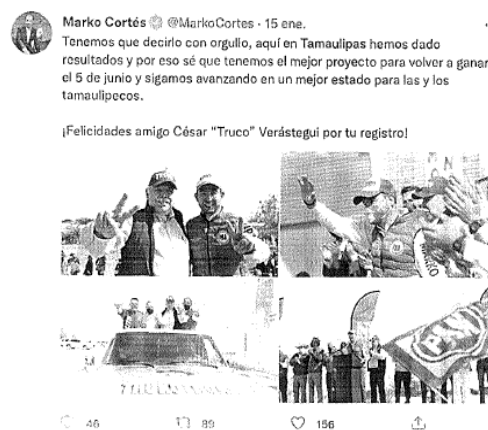 Marko Cortés @MarkoCortes · 15 ene.
Tenemos que decirlo con orgullo, aquí en Tamaulipas hemos dado
resultados y por eso sé que tenemos el mejor proyecto para volver a ganar
el 5 de junio y sigamos avanzando en un mejor estado para las y los
tamaulipecos.
¡Felicidades amigo César "Truco" Verástegui por tu registro!
PAN
46 89 156